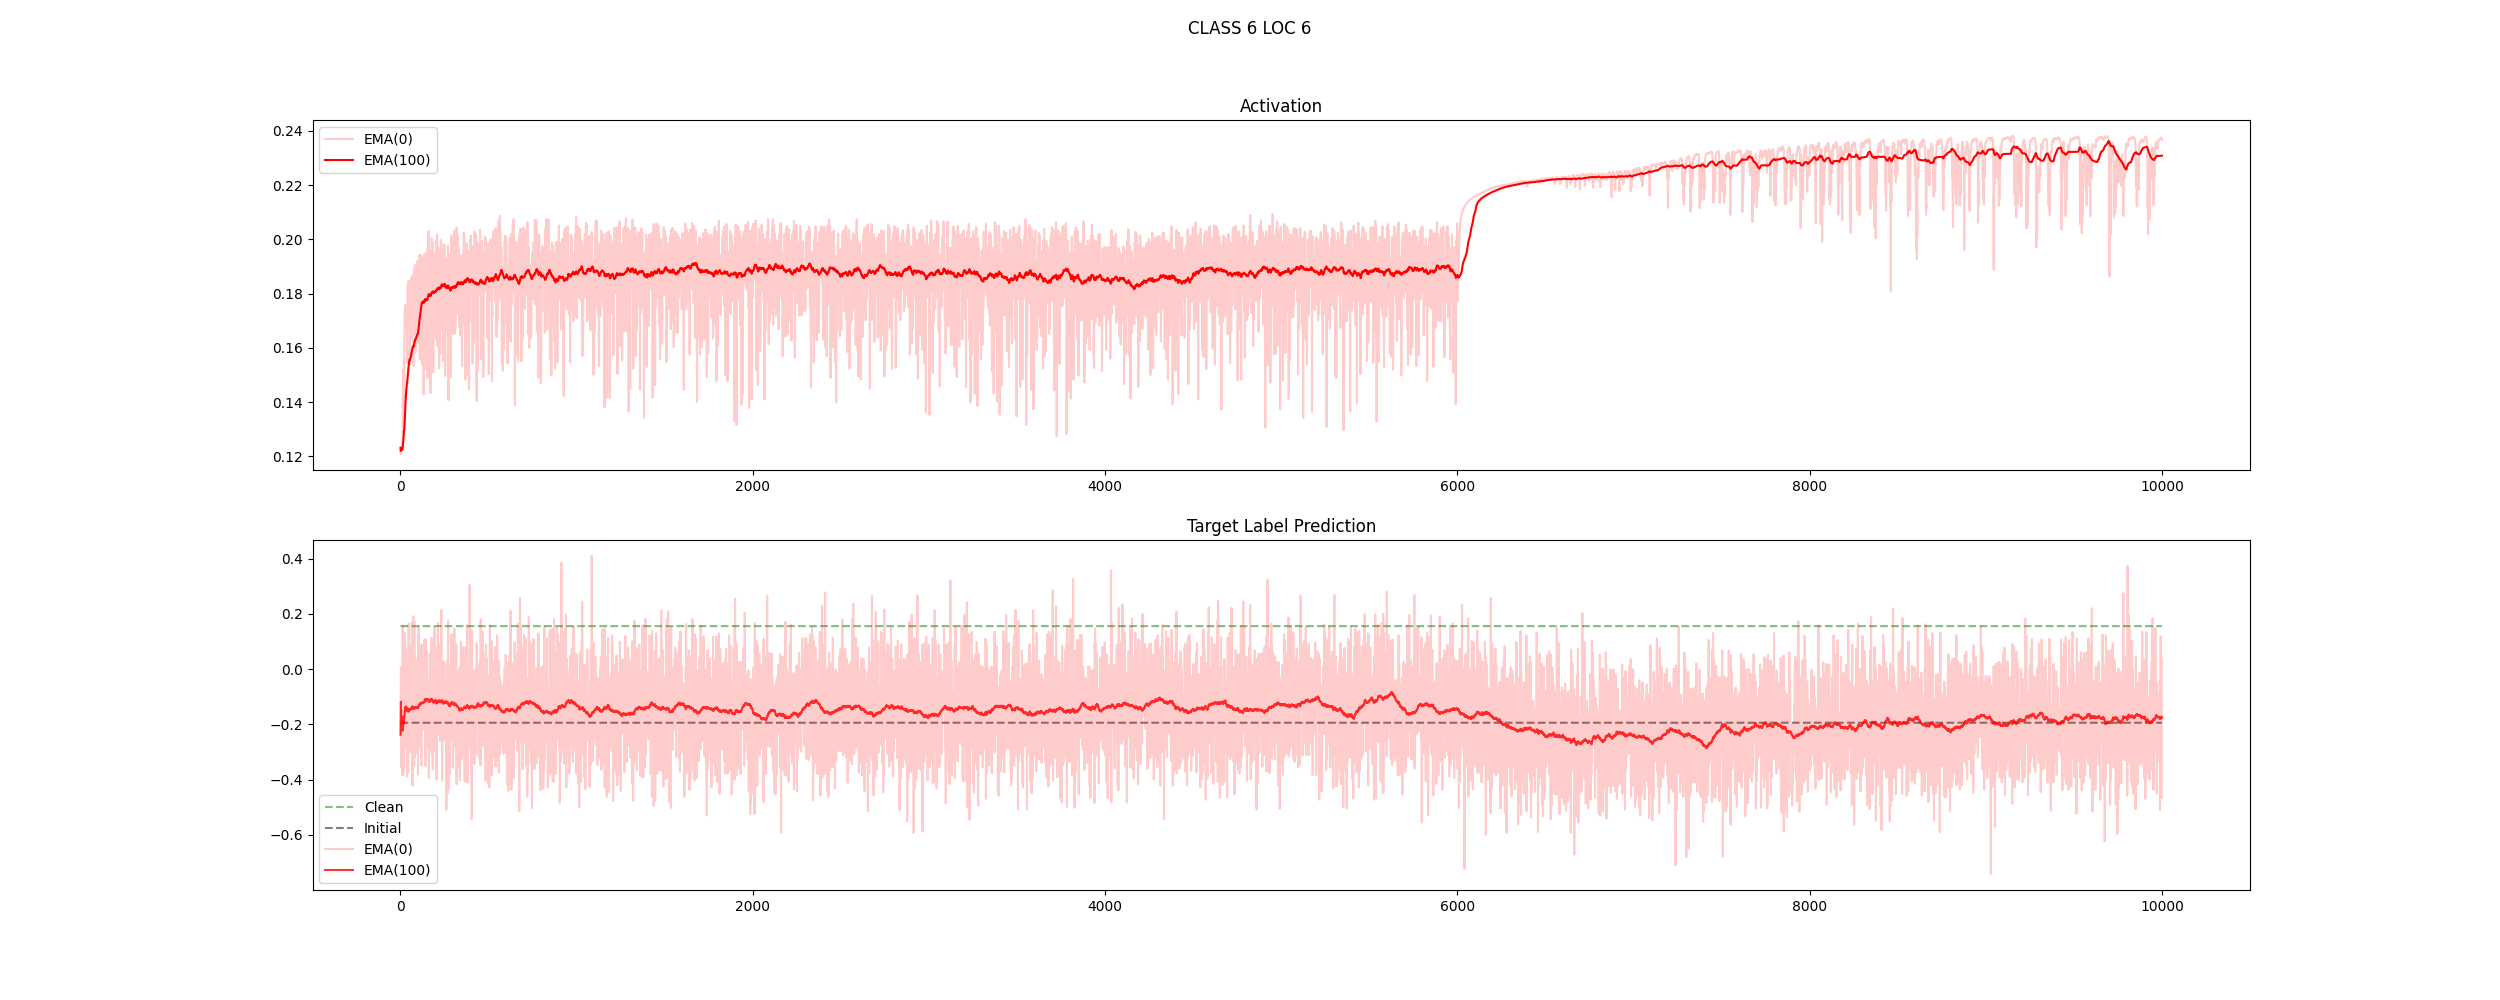 CLASS 6 LOC 6
Activation
0.24
0.22
0.20
0.18
0.16
0.14
0.12
EMA(0)
EMA(100)
0 2000 4000 6000 8000 10000
Target Label Prediction
0.4
0.2
0.0
−0.2
−0.4
−0.6
Clean
Initial
EMA(0)
EMA(100)
0 2000 4000 6000 8000 10000